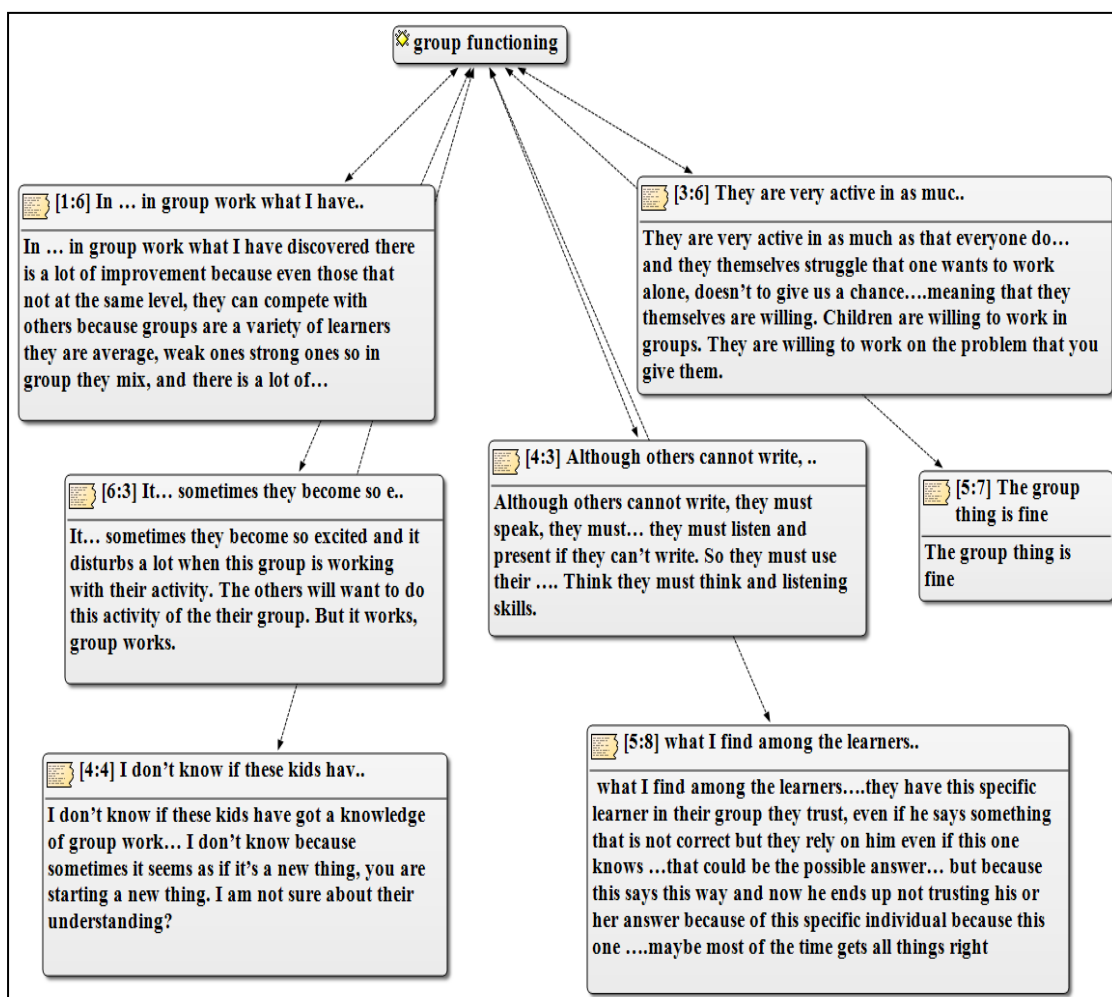 group functioning
[1:6] In … in group work what I have..
In … in group work what I have discovered there
is a lot of improvement because even those that
not at the same level, they can compete with
others because groups are a variety of learners
they are average, weak ones strong ones so in
group they mix, and there is a lot of…
[3:6] They are very active in as muc..
They are very active in as much as that everyone do…
and they themselves struggle that one wants to work
alone, doesn’t to give us a chance….meaning that they
themselves are willing. Children are willing to work in
groups. They are willing to work on the problem that you
give them.
[6:3] It… sometimes they become so e..
It… sometimes they become so excited and it
disturbs a lot when this group is working
with their activity. The others will want to do
this activity of the their group. But it works,
group works.
[4:3] Although others cannot write, ..
Although others cannot write, they must
speak, they must… they must listen and
present if they can’t write. So they must use
their …. Think they must think and listening
skills.
[5:7] The group
thing is fine
The group thing is
fine
[4:4] I don’t know if these kids hav..
I don’t know if these kids have got a knowledge
of group work… I don’t know because
sometimes it seems as if it’s a new thing, you are
starting a new thing. I am not sure about their
understanding?
[5:8] what I find among the learners..
what I find among the learners….they have this specific
learner in their group they trust, even if he says something
that is not correct but they rely on him even if this one
knows …that could be the possible answer… but because
this says this way and now he ends up not trusting his or
her answer because of this specific individual because this
one ….maybe most of the time gets all things right